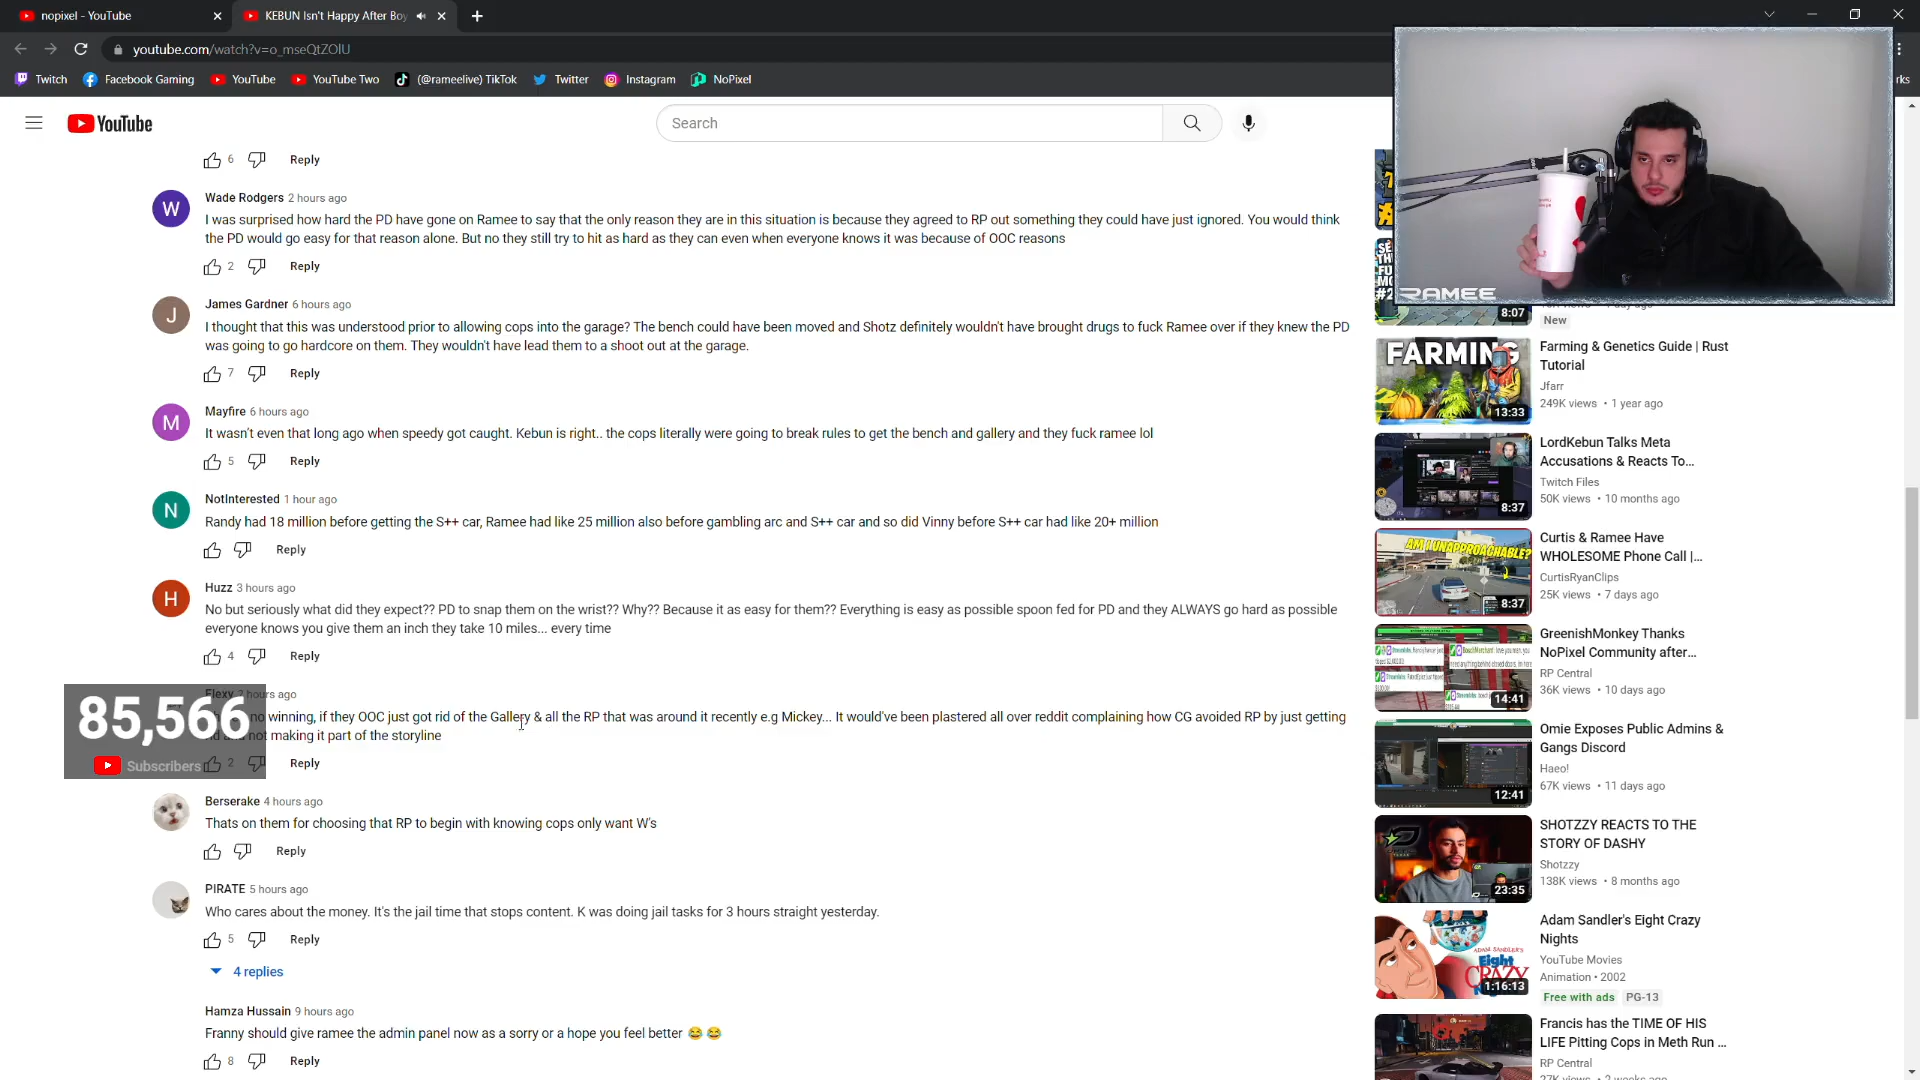 nopixel - YouTube
KEBUN Isn't Happy After Boy
youtube.com/watch?v=o_mseQtZOlU
Twitch
Facebook Gaming
YouTube
YouTube Two
(@rameelive) TikTok
Twitter
Instagram
NoPixel
rks
YouTube
Search
6 Reply
Wade Rodgers 2 hours ago
I was surprised how hard the PD have gone on Ramee to say that the only reason they are in this situation is because they agreed to RP out something they could have just ignored. You would think
the PD would go easy for that reason alone. But no they still try to hit as hard as they can even when everyone knows it was because of OOC reasons
2 Reply
James Gardner 6 hours ago
I thought that this was understood prior to allowing cops into the garage? The bench could have been moved and Shotz definitely wouldn't have brought drugs to fuck Ramee over if they knew the PD
was going to go hardcore on them. They wouldn't have lead them to a shoot out at the garage.
7 Reply
Mayfire 6 hours ago
It wasn't even that long ago when speedy got caught. Kebun is right.. the cops literally were going to break rules to get the bench and gallery and they fuck ramee lol
5 Reply
NotInterested 1 hour ago
Randy had 18 million before getting the S++ car, Ramee had like 25 million also before gambling arc and S++ car and so did Vinny before S++ car had like 20+ million
Reply
Huzz 3 hours ago
No but seriously what did they expect?? PD to snap them on the wrist?? Why?? Because it as easy for them?? Everything is easy as possible spoon fed for PD and they ALWAYS go hard as possible
everyone knows you give them an inch they take 10 miles... every time
4 Reply
Flexy 2 hours ago
no winning, if they OOC just got rid of the Gallery & all the RP that was around it recently e.g Mickey... It would've been plastered all over reddit complaining how CG avoided RP by just getting
not making it part of the storyline
2 Reply
85,566
Subscribers
Berserake 4 hours ago
Thats on them for choosing that RP to begin with knowing cops only want W's
Reply
PIRATE 5 hours ago
Who cares about the money. It's the jail time that stops content. K was doing jail tasks for 3 hours straight yesterday.
5 Reply
4 replies
Hamza Hussain 9 hours ago
Franny should give ramee the admin panel now as a sorry or a hope you feel better 😂 😂
8 Reply
RAMEE
8:07
New
FARMING
13:33
Farming & Genetics Guide | Rust
Tutorial
Jfarr
249K views • 1 year ago
8:37
LordKebun Talks Meta
Accusations & Reacts To...
Twitch Files
50K views • 10 months ago
AM I UNAPPROACHABLE?
8:37
Curtis & Ramee Have
WHOLESOME Phone Call |...
CurtisRyanClips
25K views • 7 days ago
14:41
GreenishMonkey Thanks
NoPixel Community after...
RP Central
36K views • 10 days ago
12:41
Omie Exposes Public Admins &
Gangs Discord
Haeo!
67K views • 11 days ago
23:35
SHOTZZY REACTS TO THE
STORY OF DASHY
Shotzzy
138K views • 8 months ago
ADAM SANDLER'S
Eight
CRAZY
1:16:13
Adam Sandler's Eight Crazy
Nights
YouTube Movies
Animation • 2002
Free with ads PG-13
Francis has the TIME OF HIS
LIFE Pitting Cops in Meth Run ...
RP Central
27K views • 2 weeks ago